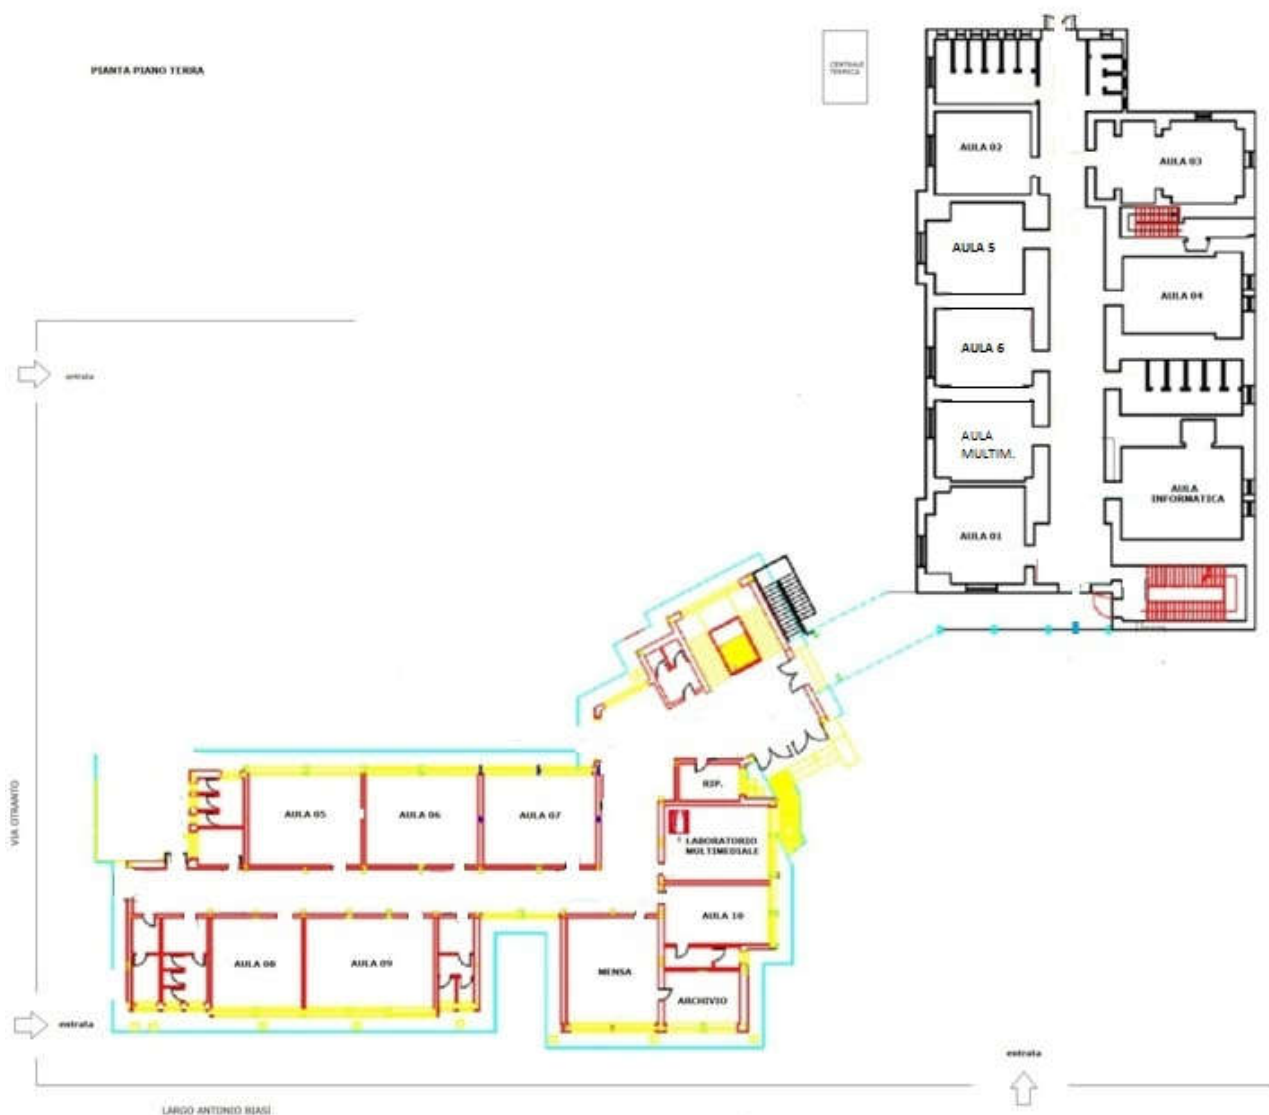 PIANTA PIANO TERRA
CENTRALE
TERMICA
AULA 02
AULA 03
AULA 5
AULA 04
AULA 6
entrata
AULA
MULTIM.
AULA
INFORMATICA
AULA 01
RIP.
VIA OTRANTO
AULA 05
AULA 06
AULA 07
LABORATORIO
MULTIMEDIALE
AULA 10
AULA 08
AULA 09
MENSA
ARCHIVIO
entrata
entrata
LARGO ANTONIO BIASI